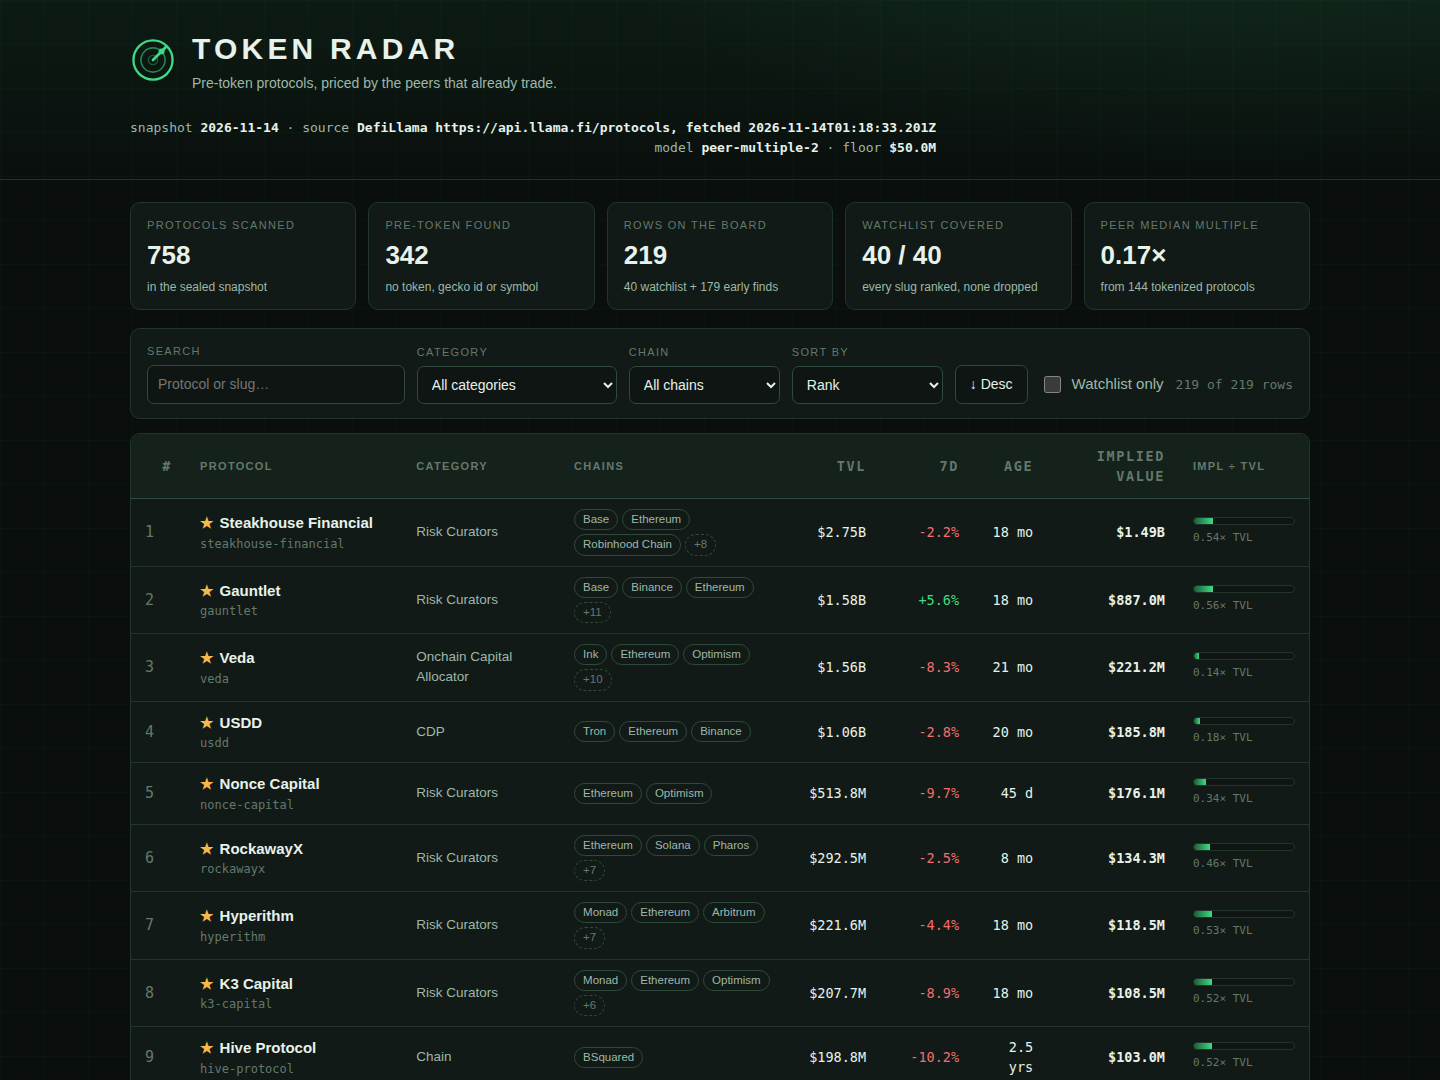 TOKEN RADAR
Pre-token protocols, priced by the peers that already trade.
snapshot 2026-11-14 · source DefiLlama https://api.llama.fi/protocols, fetched 2026-11-14T01:18:33.201Z
model peer-multiple-2 · floor $50.0M
PROTOCOLS SCANNED
758
in the sealed snapshot
PRE-TOKEN FOUND
342
no token, gecko id or symbol
ROWS ON THE BOARD
219
40 watchlist + 179 early finds
WATCHLIST COVERED
40 / 40
every slug ranked, none dropped
PEER MEDIAN MULTIPLE
0.17×
from 144 tokenized protocols
SEARCH
Protocol or slug…
CATEGORY
All categories
CHAIN
All chains
SORT BY
Rank
↓ Desc
Watchlist only
219 of 219 rows
# PROTOCOL CATEGORY CHAINS TVL 7D AGE IMPLIED VALUE IMPL ÷ TVL
1 ★ Steakhouse Financial Risk Curators Base Ethereum $2.75B -2.2% 18 mo $1.49B
steakhouse-financial Robinhood Chain +8 0.54× TVL
2 ★ Gauntlet Risk Curators Base Binance Ethereum $1.58B +5.6% 18 mo $887.0M
gauntlet +11 0.56× TVL
3 ★ Veda Onchain Capital Allocator Ink Ethereum Optimism $1.56B -8.3% 21 mo $221.2M
veda +10 0.14× TVL
4 ★ USDD CDP Tron Ethereum Binance $1.06B -2.8% 20 mo $185.8M
usdd 0.18× TVL
5 ★ Nonce Capital Risk Curators Ethereum Optimism $513.8M -9.7% 45 d $176.1M
nonce-capital 0.34× TVL
6 ★ RockawayX Risk Curators Ethereum Solana Pharos $292.5M -2.5% 8 mo $134.3M
rockawayx +7 0.46× TVL
7 ★ Hyperithm Risk Curators Monad Ethereum Arbitrum $221.6M -4.4% 18 mo $118.5M
hyperithm +7 0.53× TVL
8 ★ K3 Capital Risk Curators Monad Ethereum Optimism $207.7M -8.9% 18 mo $108.5M
k3-capital +6 0.52× TVL
9 ★ Hive Protocol Chain BSquared $198.8M -10.2% 2.5 yrs $103.0M
hive-protocol 0.52× TVL